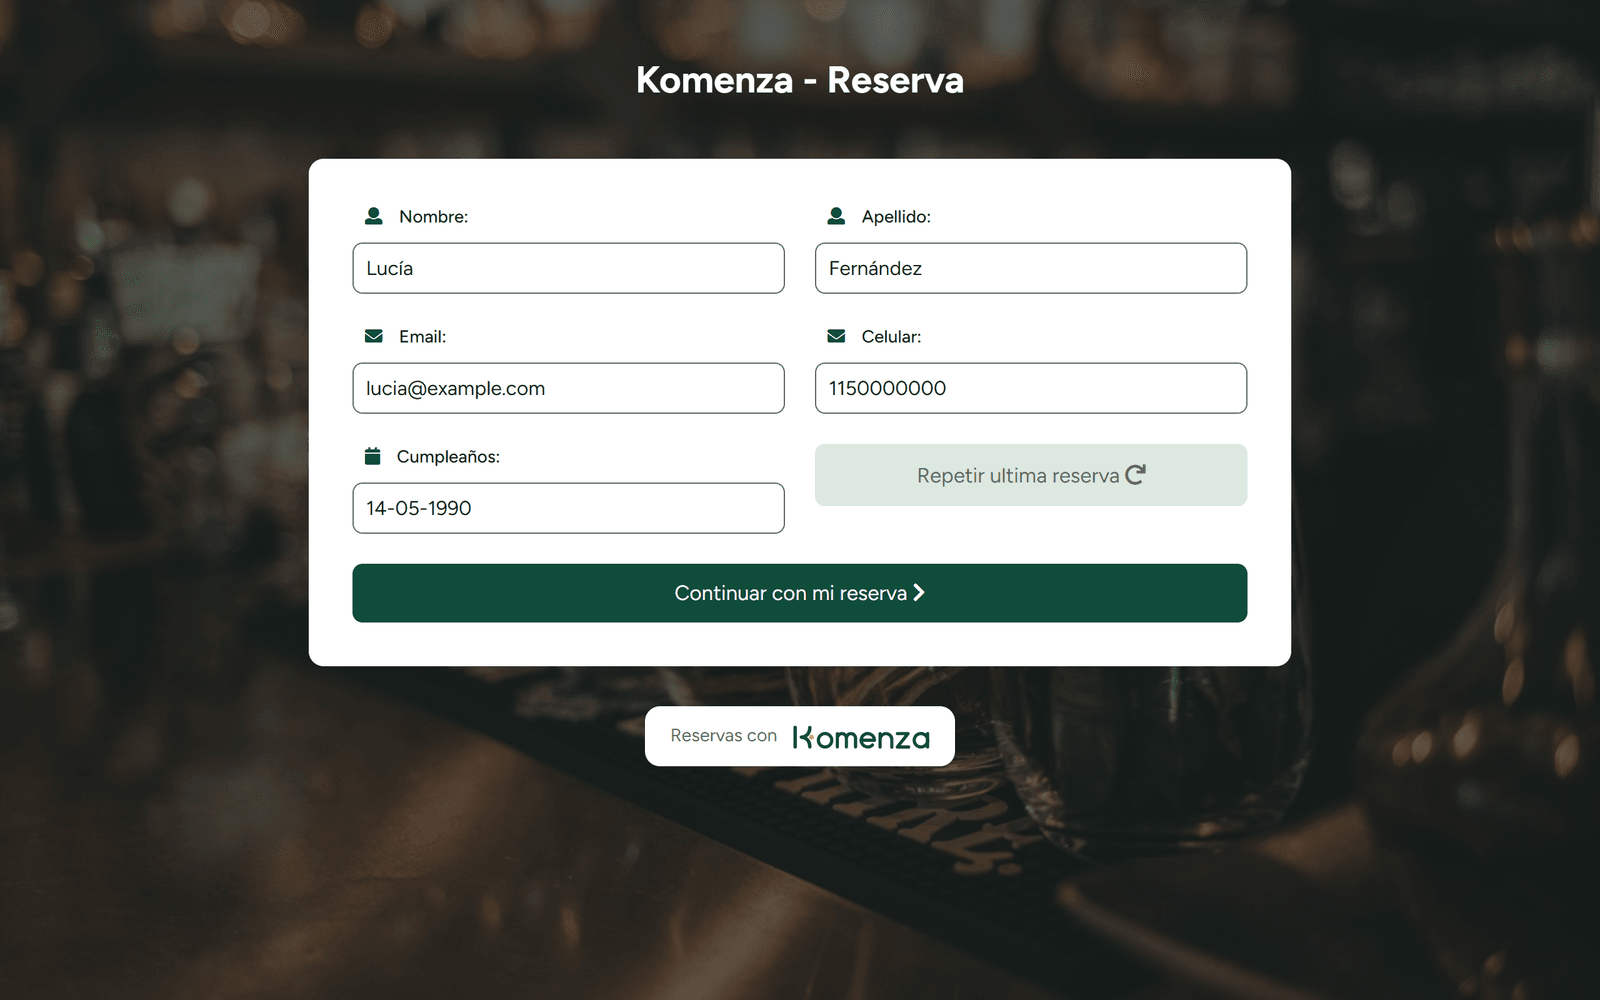 Komenza - Reserva
Nombre:
Apellido:
Lucía
Fernández
Email:
Celular:
lucia@example.com
1150000000
Cumpleaños:
14-05-1990
Repetir ultima reserva
Continuar con mi reserva
Reservas con Komenza